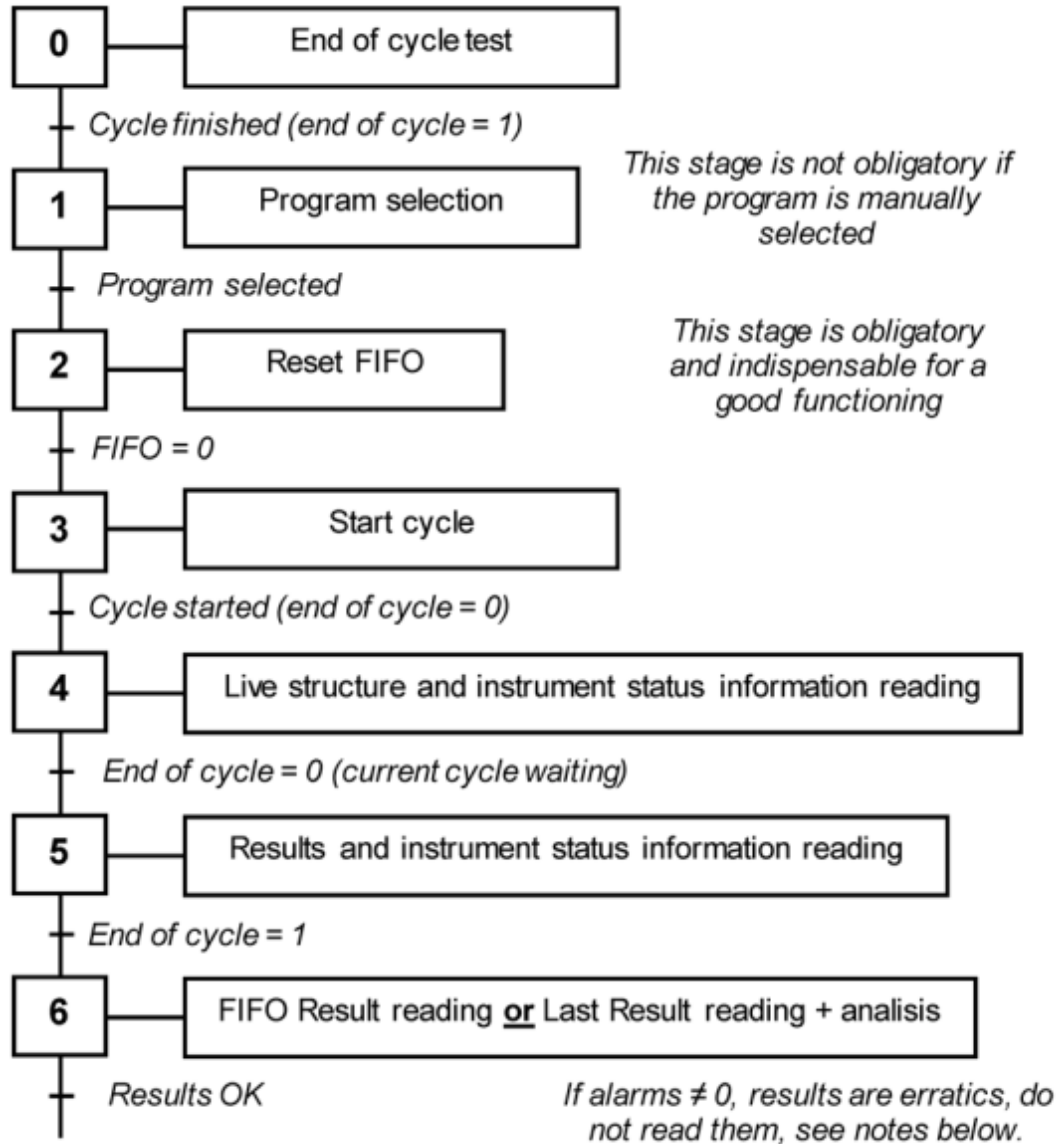 0
End of cycle test
Cycle finished (end of cycle = 1)
This stage is not obligatory if
the program is manually
selected
1
Program selection
Program selected
This stage is obligatory
and indispensable for a
good functioning
2
Reset FIFO
FIFO = 0
3
Start cycle
Cycle started (end of cycle = 0)
4
Live structure and instrument status information reading
End of cycle = 0 (current cycle waiting)
5
Results and instrument status information reading
End of cycle = 1
6
FIFO Result reading or Last Result reading + analisis
Results OK
If alarms ≠ 0, results are erratics, do
not read them, see notes below.